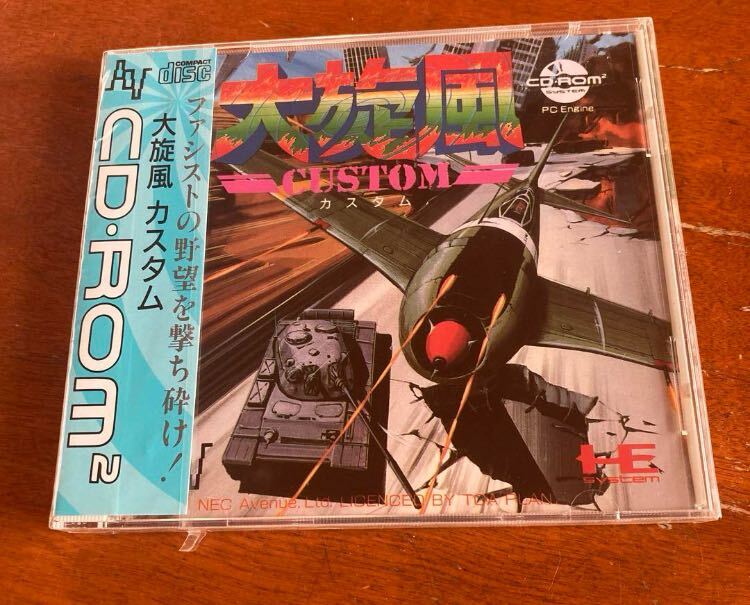 COMPACT
disc
AV
CD・ROM²
大旋風 カスタム
ファシストの野望を撃ち砕け!
大旋風
CUSTOM
カスタム
CD-ROM²
SYSTEM
PC Engine
HE
system
NEC Avenue, Ltd. LICENCED BY TOA PLAN